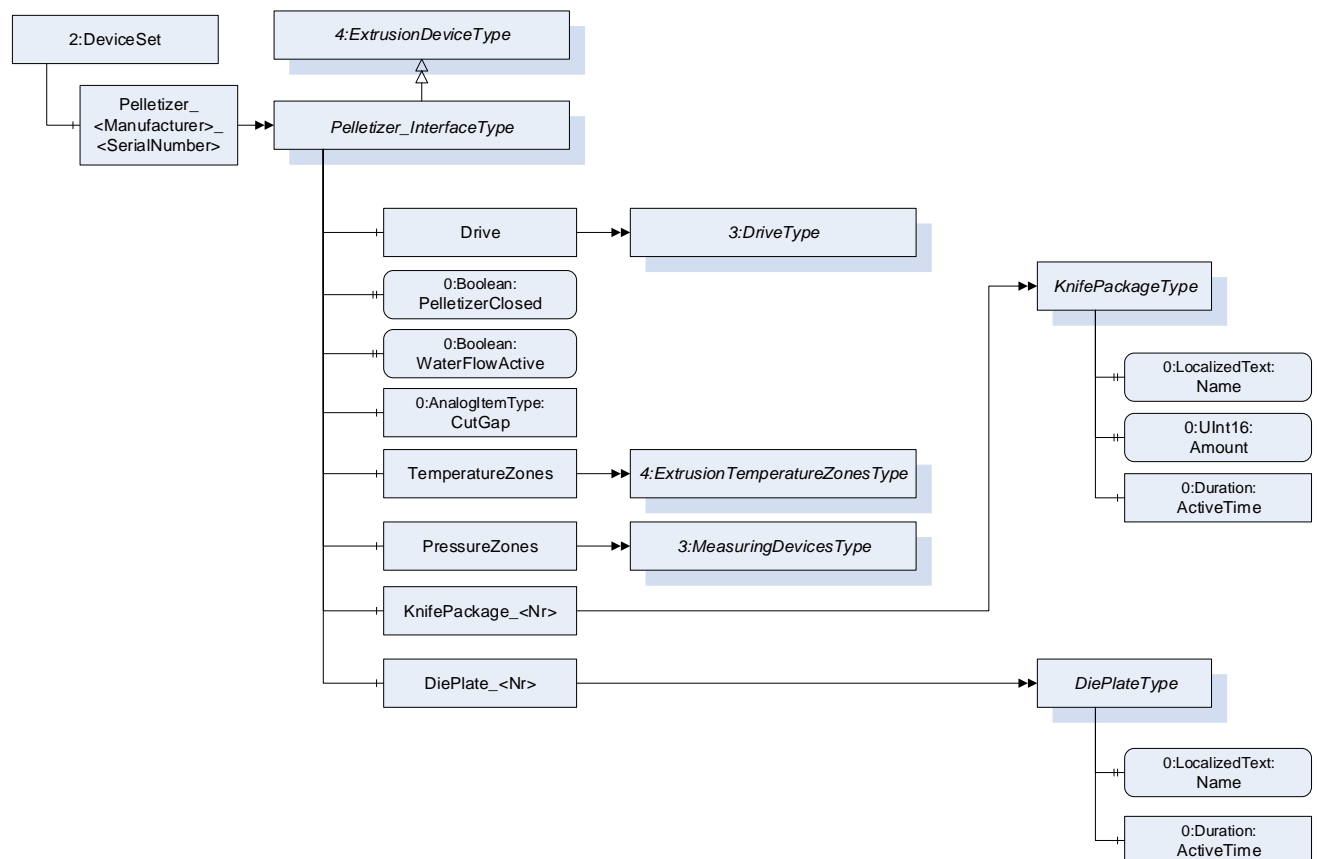 2:DeviceSet
4:ExtrusionDeviceType
Pelletizer_
<Manufacturer>_
<SerialNumber>
Pelletizer_InterfaceType
Drive
3:DriveType
0:Boolean:
PelletizerClosed
KnifePackageType
0:Boolean:
WaterFlowActive
0:LocalizedText:
Name
0:AnalogItemType:
CutGap
0:UInt16:
Amount
TemperatureZones
4:ExtrusionTemperatureZonesType
0:Duration:
ActiveTime
PressureZones
3:MeasuringDevicesType
KnifePackage_<Nr>
DiePlate_<Nr>
DiePlateType
0:LocalizedText:
Name
0:Duration:
ActiveTime